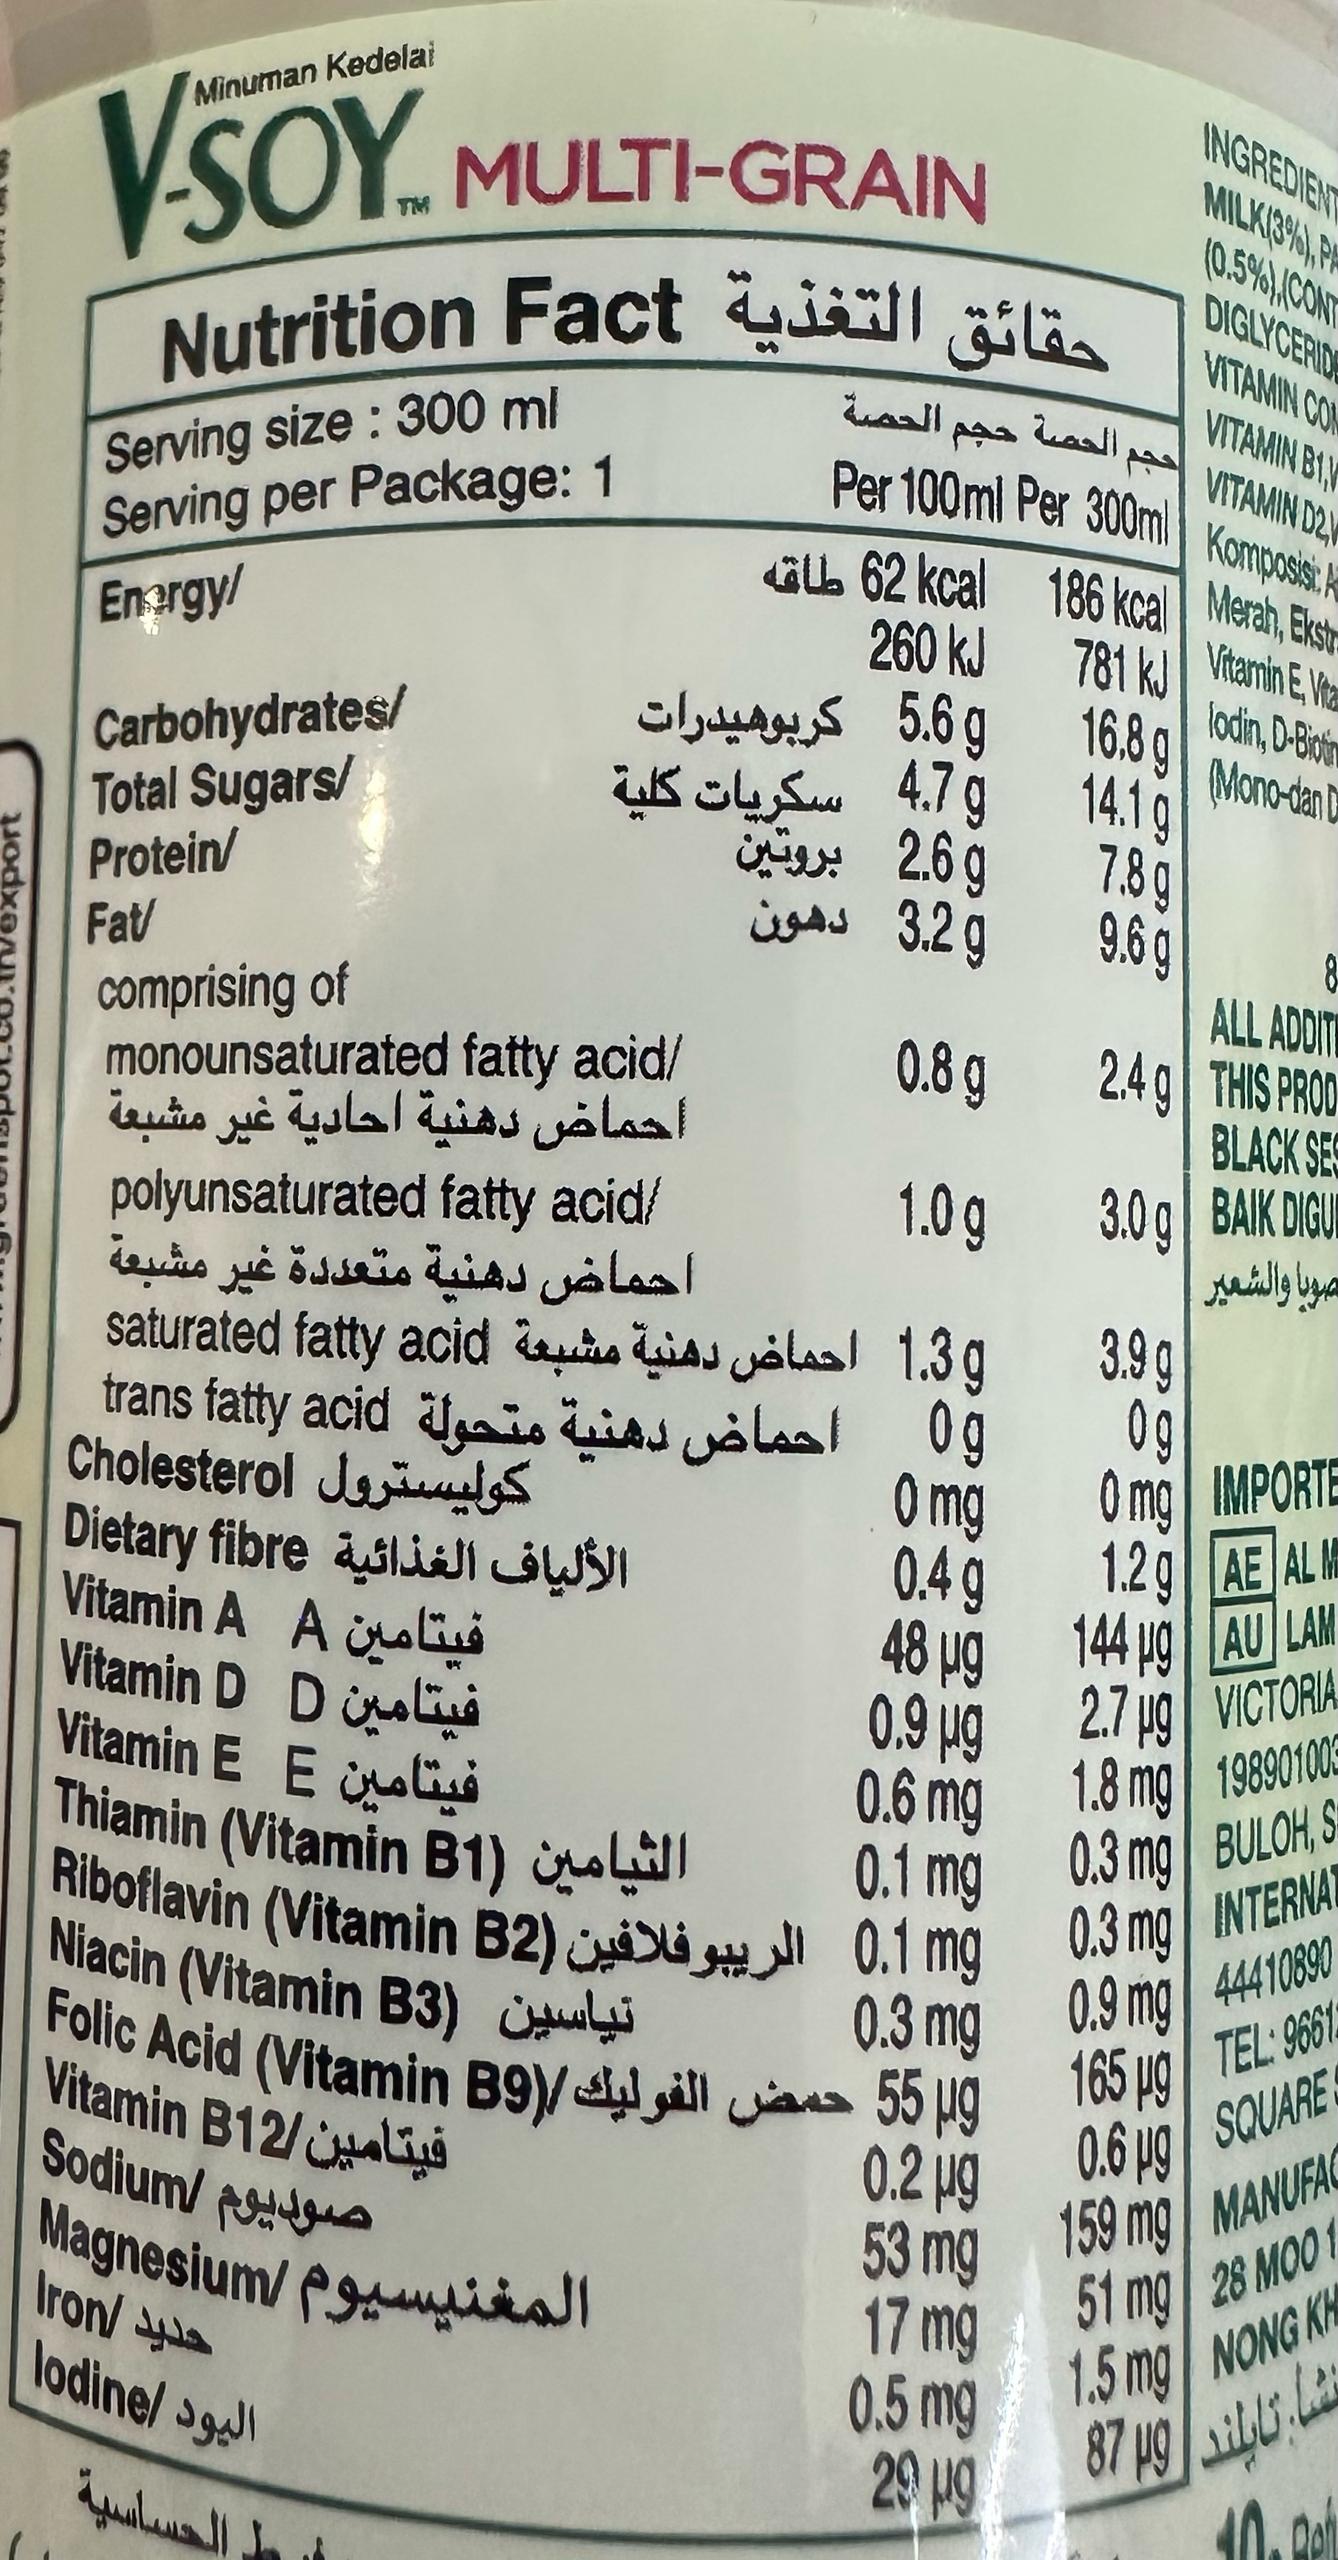 Minuman Kedelai
V-SOY™ MULTI-GRAIN
Nutrition Fact حقائق التغذية
Serving size : 300 ml حجم الحصة حجم الحصة
Serving per Package: 1 Per 100ml Per 300ml
Energy/ طاقه 62 kcal 186 kcal
260 kJ 781 kJ
Carbohydrates/ كربوهيدرات 5.6 g 16.8 g
Total Sugars/ سكريات كلية 4.7 g 14.1 g
Protein/ بروتين 2.6 g 7.8 g
Fat/ دهون 3.2 g 9.6 g
comprising of
monounsaturated fatty acid/ 0.8 g 2.4 g
احماض دهنية احادية غير مشبعة
polyunsaturated fatty acid/ 1.0 g 3.0 g
احماض دهنية متعددة غير مشبعة
saturated fatty acid احماض دهنية مشبعة 1.3 g 3.9 g
trans fatty acid احماض دهنية متحولة 0 g 0 g
Cholesterol كوليسترول 0 mg 0 mg
Dietary fibre الألياف الغذائية 0.4 g 1.2 g
Vitamin A فيتامين A 48 µg 144 µg
Vitamin D فيتامين D 0.9 µg 2.7 µg
Vitamin E فيتامين E 0.6 mg 1.8 mg
Thiamin (Vitamin B1) الثيامين 0.1 mg 0.3 mg
Riboflavin (Vitamin B2) الريبوفلافين 0.1 mg 0.3 mg
Niacin (Vitamin B3) نياسين 0.3 mg 0.9 mg
Folic Acid (Vitamin B9)/ حمض الفوليك 55 µg 165 µg
Vitamin B12/ فيتامين 0.2 µg 0.6 µg
Sodium/ صوديوم 53 mg 159 mg
Magnesium/ المغنيسيوم 17 mg 51 mg
Iron/ حديد 0.5 mg 1.5 mg
Iodine/ اليود 29 µg 87 µg
الحساسية
INGREDIENT
MILK(3%), PA
(0.5%),(CONT
DIGLYCERIDE
VITAMIN CON
VITAMIN B1,V
VITAMIN D2,V
Komposisi: A
Merah, Ekstr
Vitamin E, Vita
Iodin, D-Biotin
(Mono-dan D
8
ALL ADDITI
THIS PROD
BLACK SES
BAIK DIGU
صويا والشعير
IMPORTE
AE AL M
AU LAM
VICTORIA
198901003
BULOH, S
INTERNAT
44410890
TEL: 9661
SQUARE
MANUFAC
28 MOO 1
NONG KH
تايلند